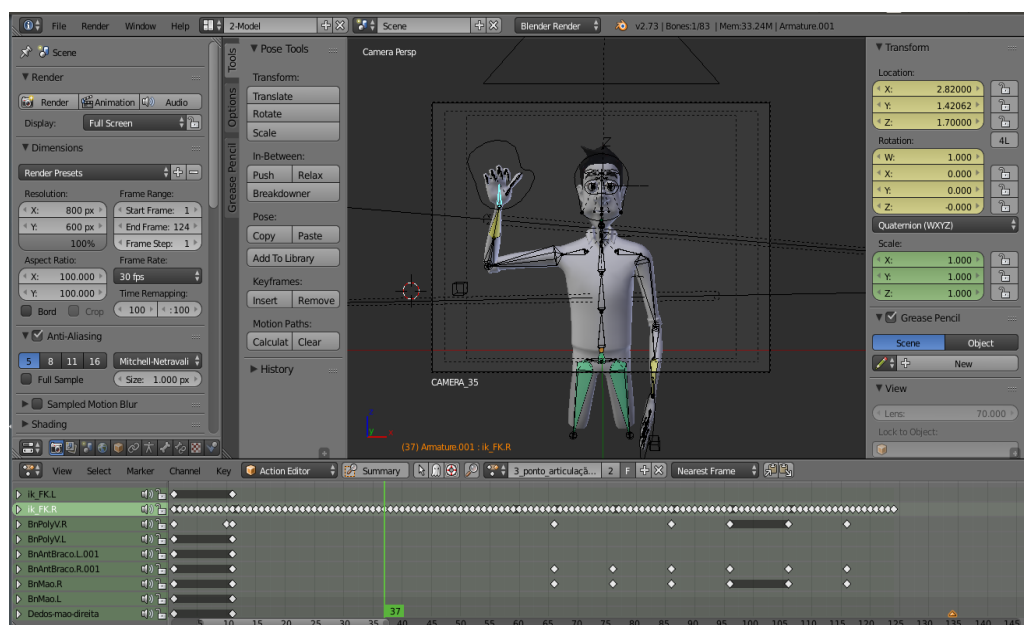 File Render Window Help 2-Model Scene Blender Render v2.73 | Bones:1/83 | Mem:33.24M | Armature.001
Scene
Render
Render Animation Audio
Display: Full Screen
Dimensions
Render Presets
Resolution: Frame Range:
X: 800 px Start Frame: 1
Y: 600 px End Frame: 124
100% Frame Step: 1
Aspect Ratio: Frame Rate:
X: 100.000 30 fps
Y: 100.000 Time Remapping:
Bord Crop 100 :100
Anti-Aliasing
5 8 11 16 Mitchell-Netravali
Full Sample Size: 1.000 px
Sampled Motion Blur
Shading
Tools
Options
Grease Pencil
Pose Tools
Transform:
Translate
Rotate
Scale
In-Between:
Push Relax
Breakdowner
Pose:
Copy Paste
Add To Library
Keyframes:
Insert Remove
Motion Paths:
Calculat Clear
History
Camera Persp
Z
CAMERA_35
z
y x
(37) Armature.001 : ik_FK.R
Transform
Location:
X: 2.82000
Y: 1.42062
Z: 1.70000
Rotation: 4L
W: 1.000
X: 0.000
Y: 0.000
Z: -0.000
Quaternion (WXYZ)
Scale:
X: 1.000
Y: 1.000
Z: 1.000
Grease Pencil
Scene Object
New
View
Lens: 70.000
Lock to Object:
View Select Marker Channel Key Action Editor Summary 3_ponto_articulaçã... 2 F Nearest Frame
ik_FK.L
ik_FK.R
BnPolyV.R
BnPolyV.L
BnAntBraco.L.001
BnAntBraco.R.001
BnMao.R
BnMao.L
Dedos-mao-direita
37
5 10 15 20 25 30 35 40 45 50 55 60 65 70 75 80 85 90 95 100 105 110 115 120 125 130 135 140 145